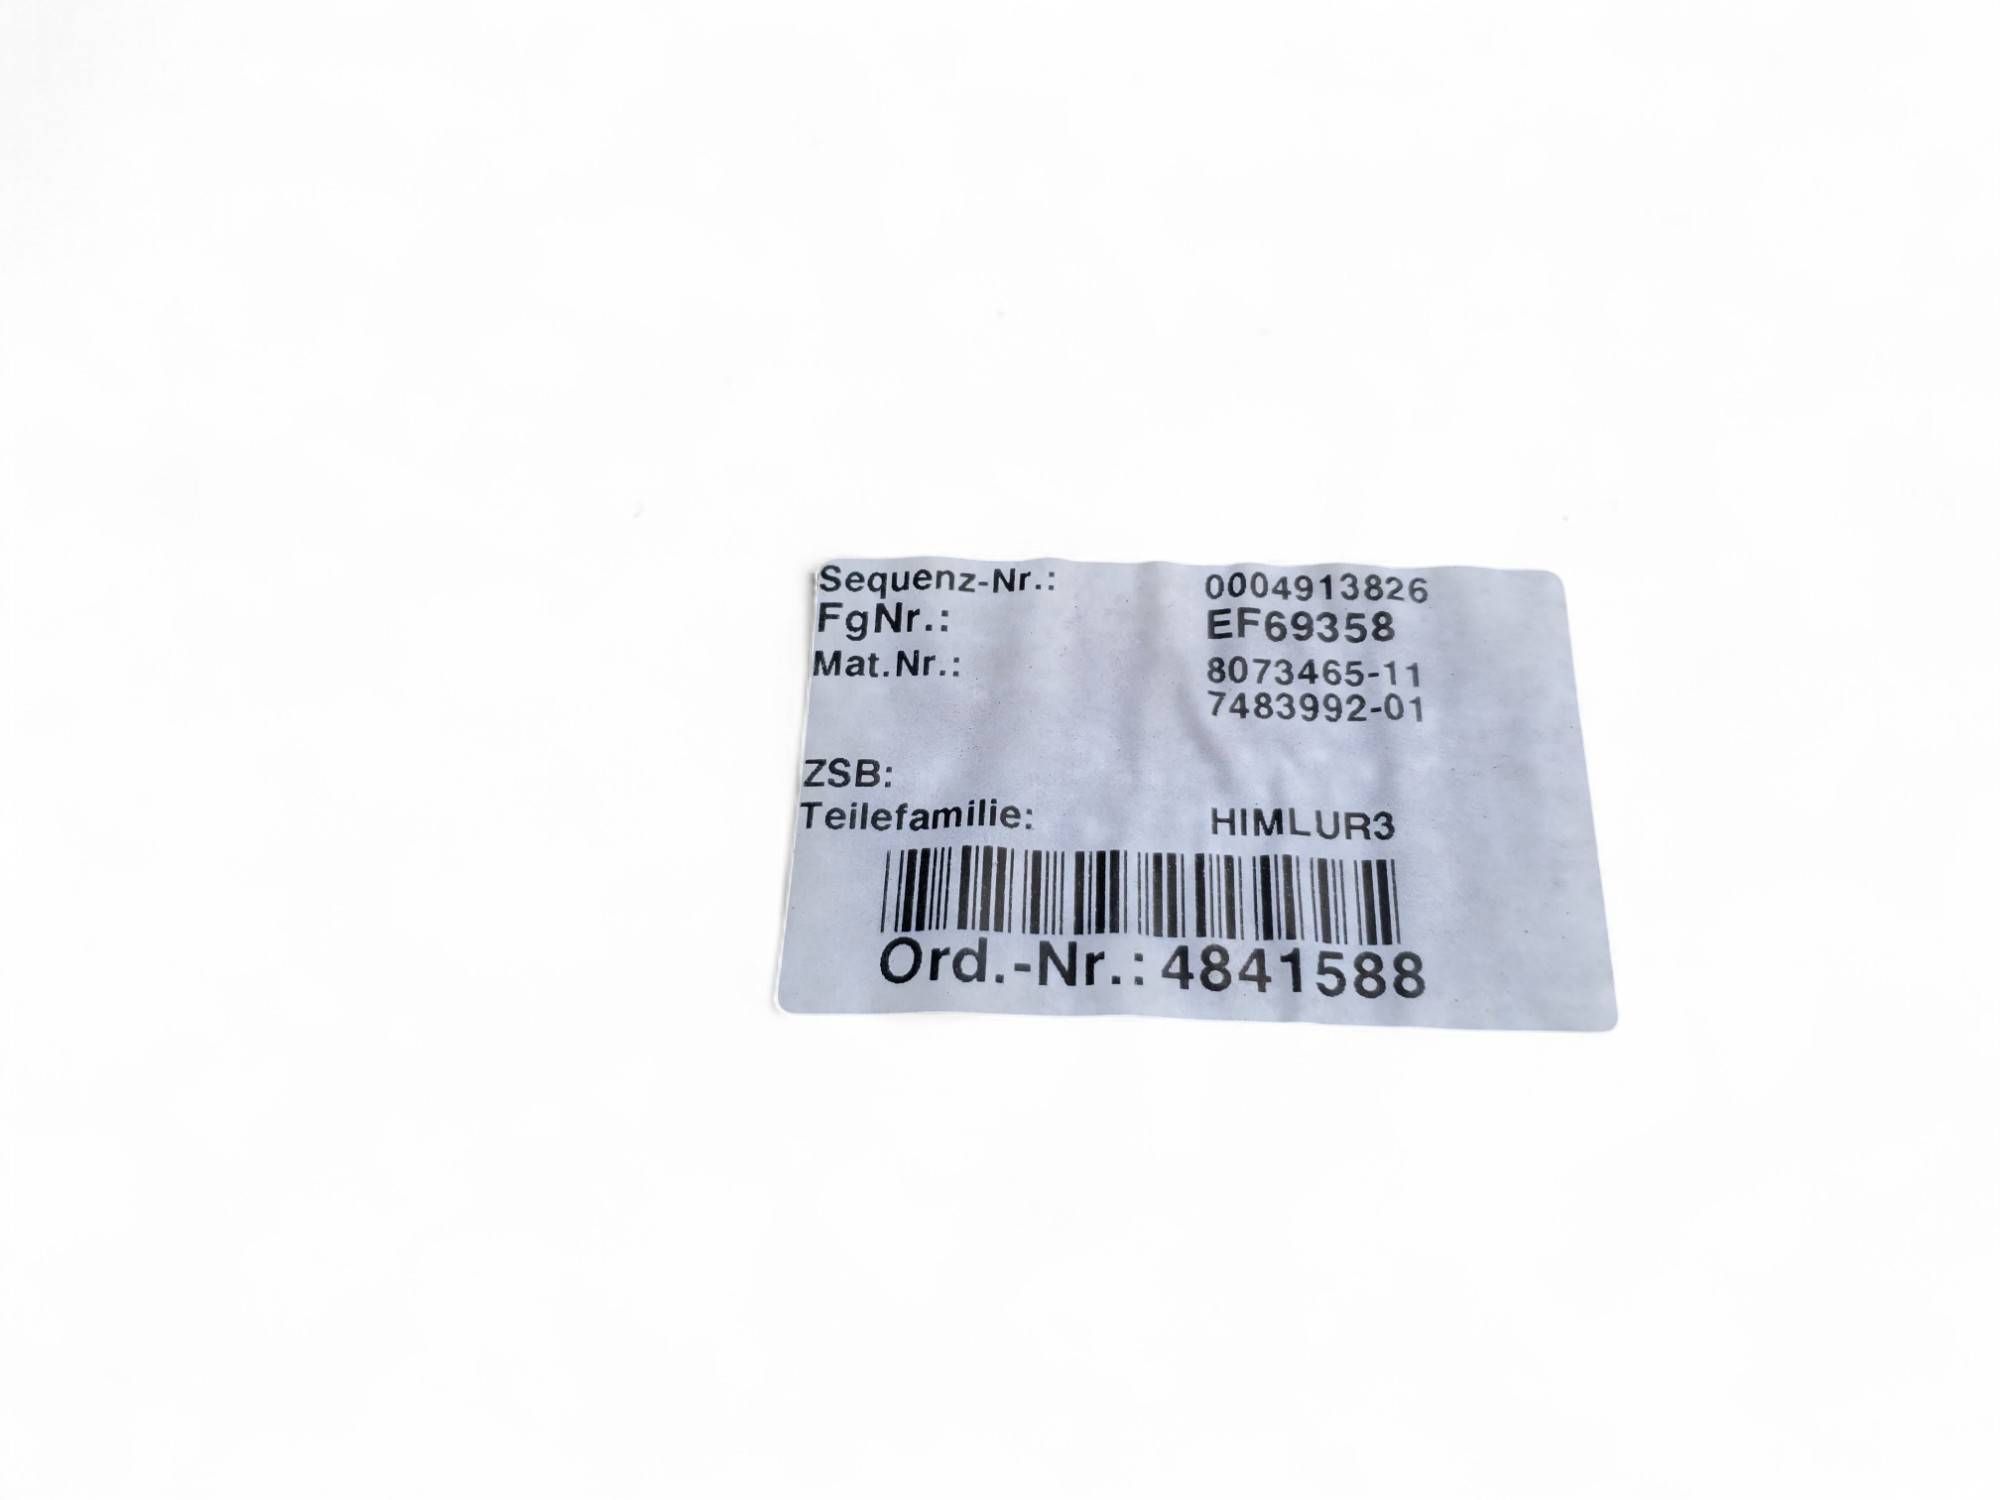 Sequenz-Nr.: 0004913826
FgNr.: EF69358
Mat.Nr.: 8073465-11
7483992-01
ZSB:
Teilefamilie: HIMLUR3
Ord.-Nr.: 4841588